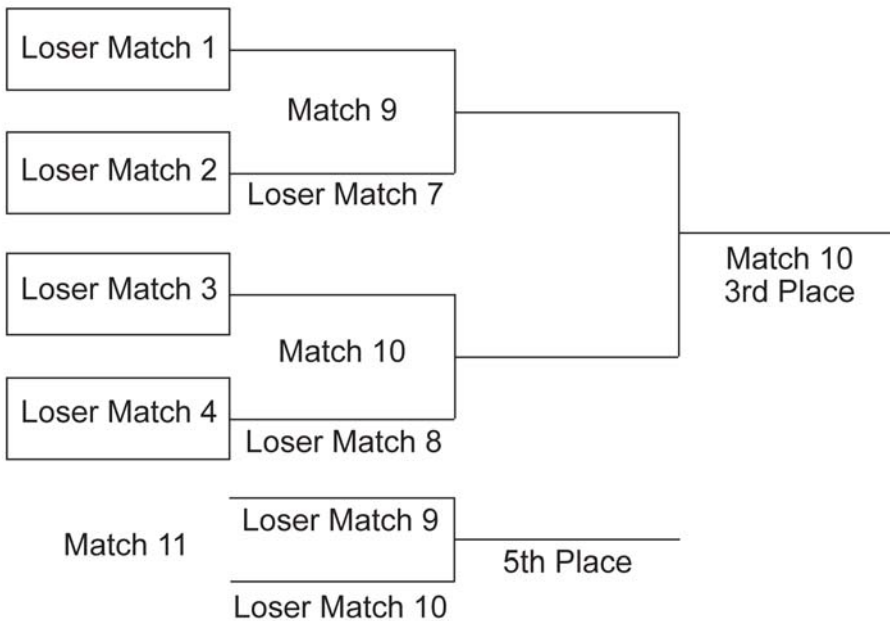 Loser Match 1
Match 9
Loser Match 2
Loser Match 7
Loser Match 3
Match 10
3rd Place
Match 10
Loser Match 4
Loser Match 8
Match 11
Loser Match 9
5th Place
Loser Match 10